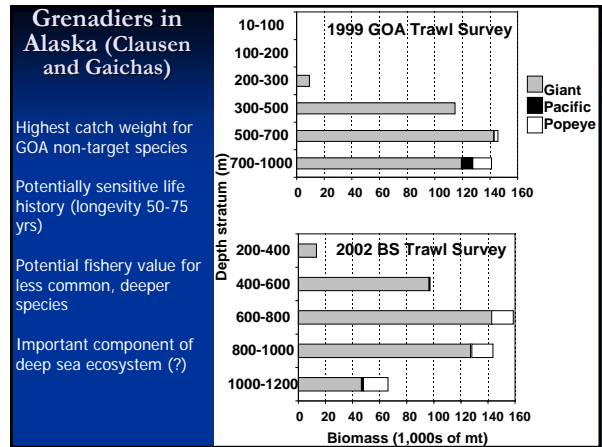 Grenadiers in
Alaska (Clausen
and Gaichas)
Highest catch weight for
GOA non-target species
Potentially sensitive life
history (longevity 50-75
yrs)
Potential fishery value for
less common, deeper
species
Important component of
deep sea ecosystem (?)
1999 GOA Trawl Survey
10-100
100-200
200-300
300-500
500-700
700-1000
0 20 40 60 80 100 120 140 160
Giant
Pacific
Popeye
Depth stratum (m)
2002 BS Trawl Survey
200-400
400-600
600-800
800-1000
1000-1200
0 20 40 60 80 100 120 140 160
Biomass (1,000s of mt)